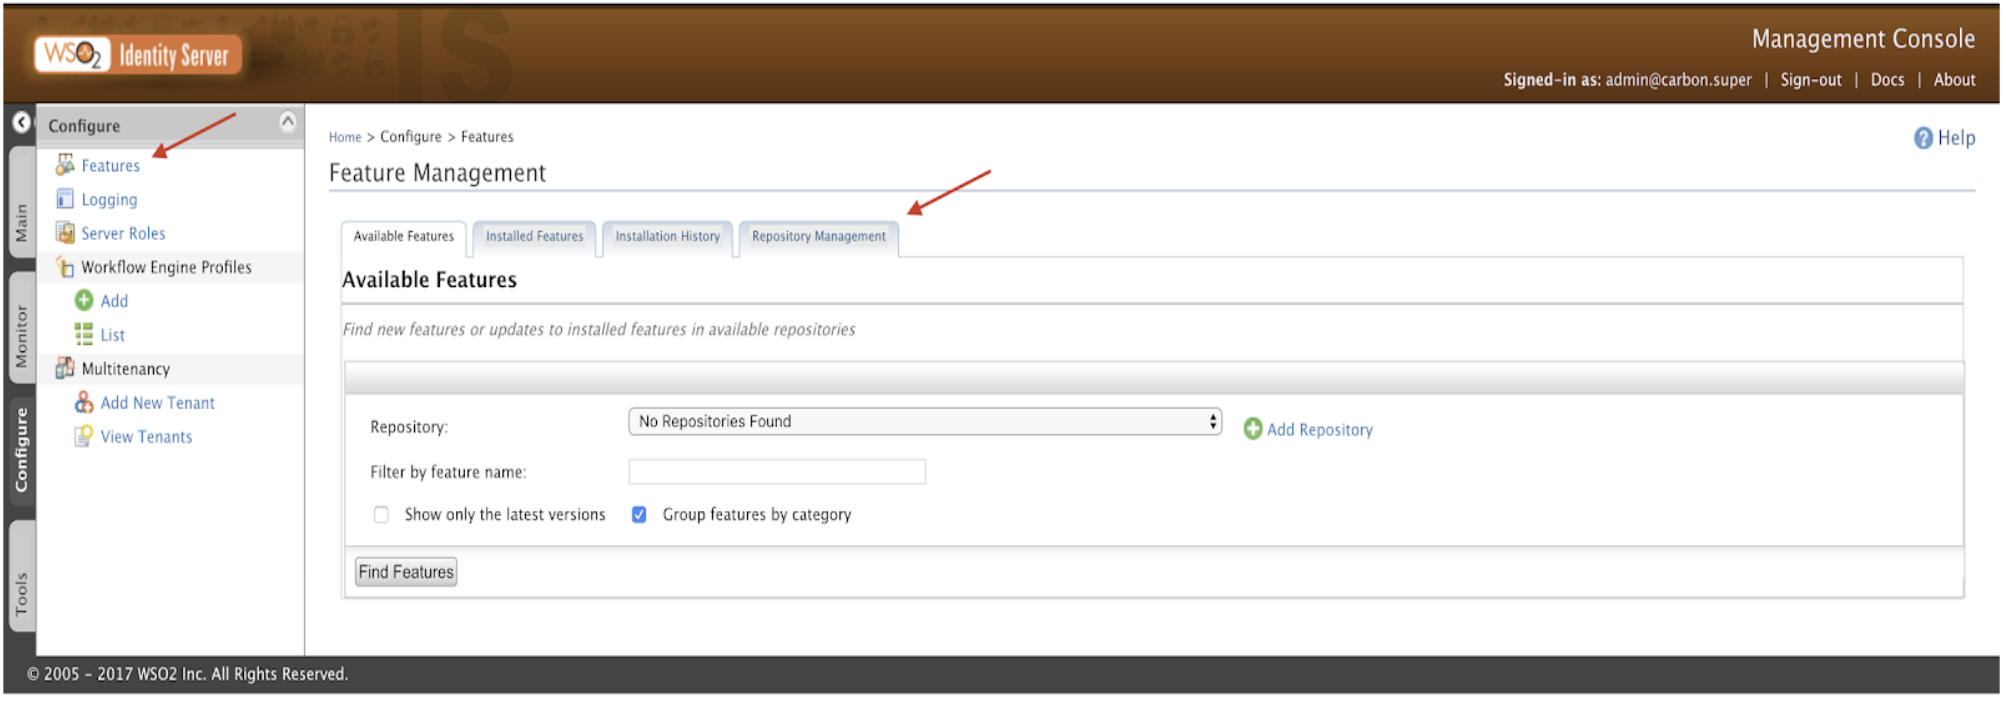 WSO2 Identity Server
Management Console
Signed-in as: admin@carbon.super | Sign-out | Docs | About
Configure
Features
Logging
Server Roles
Workflow Engine Profiles
Add
List
Multitenancy
Add New Tenant
View Tenants
Main
Monitor
Configure
Tools
Home > Configure > Features
Help
Feature Management
Available Features
Installed Features
Installation History
Repository Management
Available Features
Find new features or updates to installed features in available repositories
Repository:
No Repositories Found
Add Repository
Filter by feature name:
Show only the latest versions
Group features by category
Find Features
© 2005 – 2017 WSO2 Inc. All Rights Reserved.